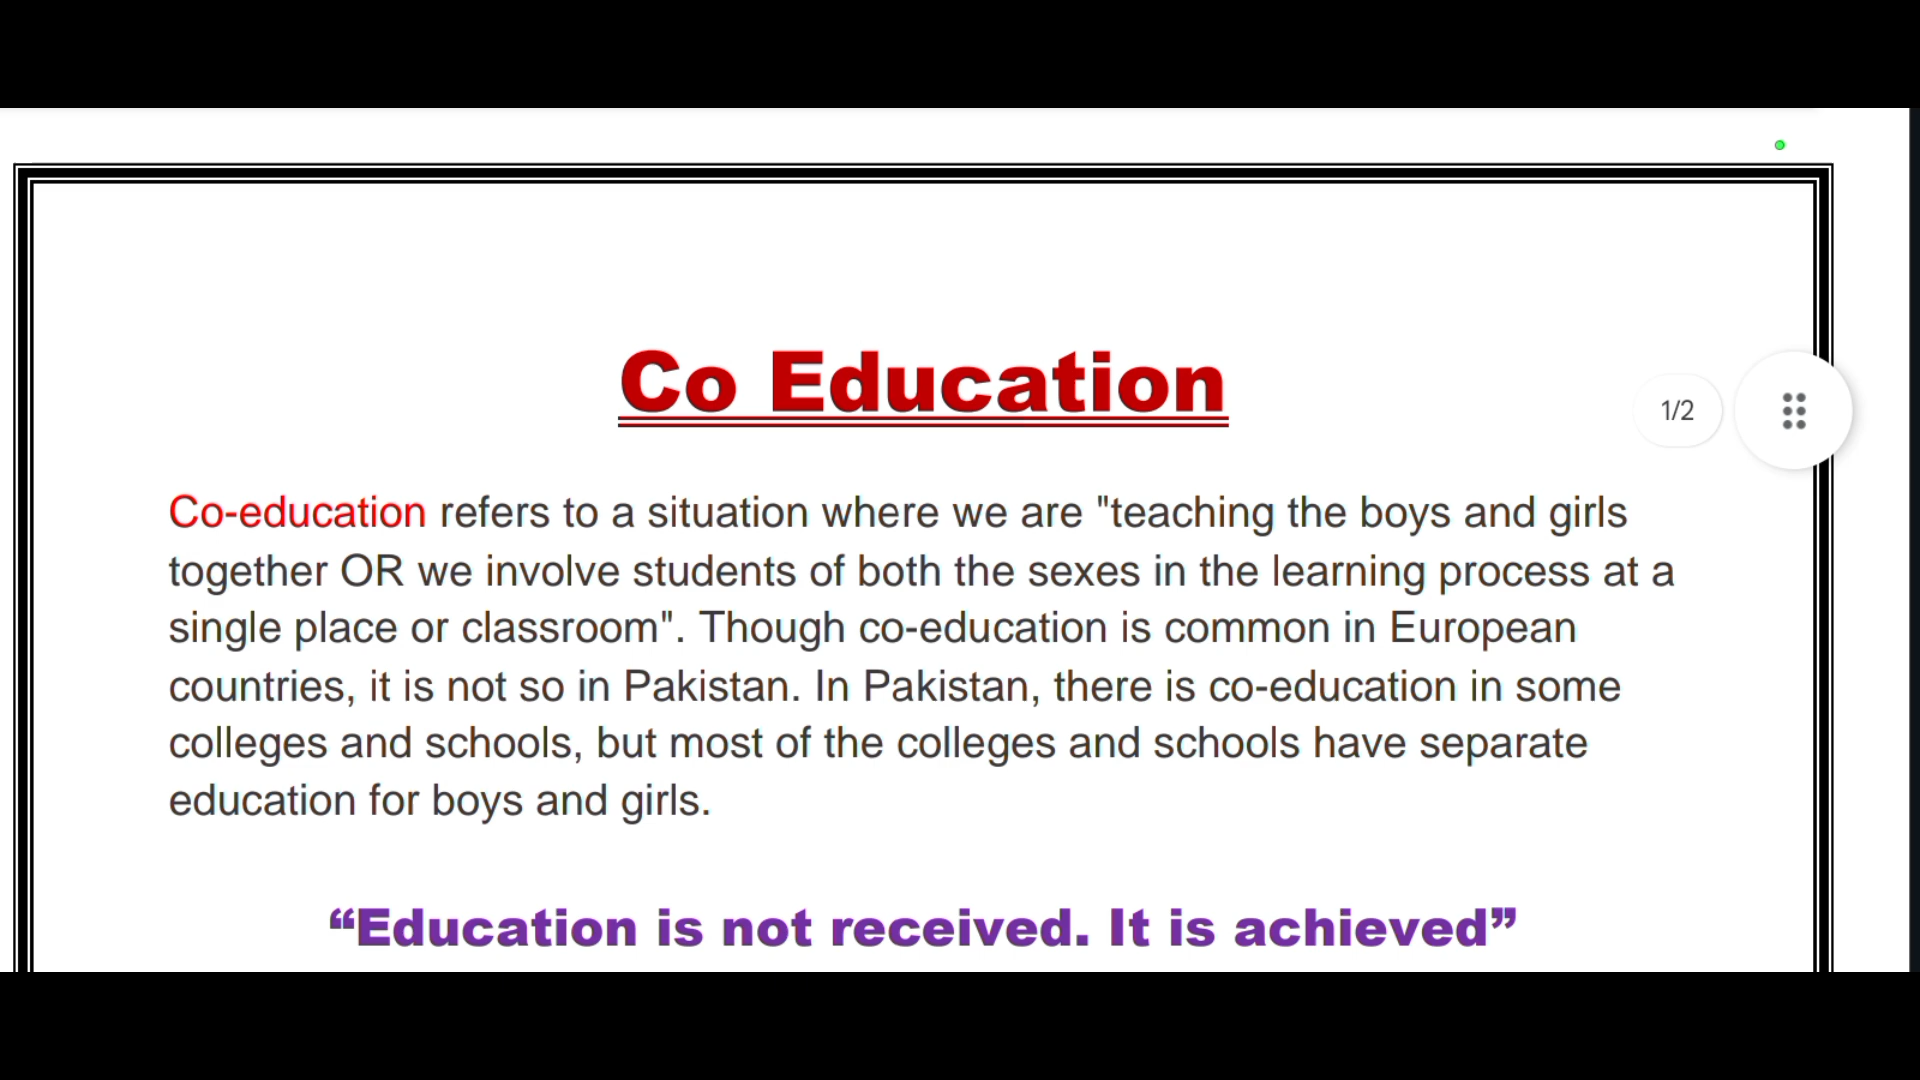 Co Education
1/2
Co-education refers to a situation where we are "teaching the boys and girls
together OR we involve students of both the sexes in the learning process at a
single place or classroom". Though co-education is common in European
countries, it is not so in Pakistan. In Pakistan, there is co-education in some
colleges and schools, but most of the colleges and schools have separate
education for boys and girls.
“Education is not received. It is achieved”